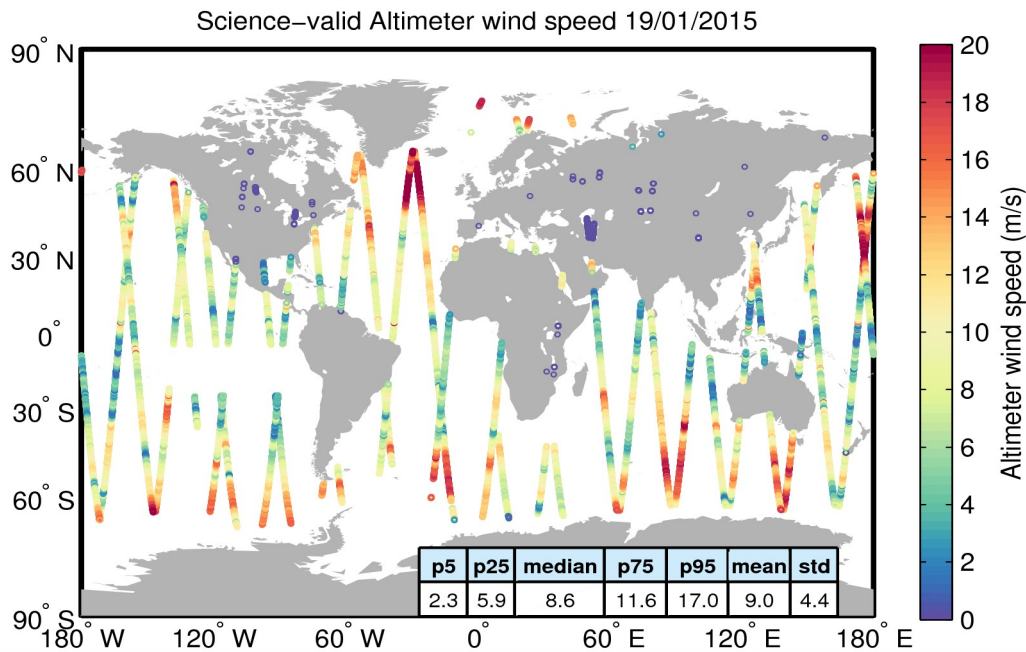 Science−valid Altimeter wind speed 19/01/2015
90° N
60° N
30° N
0°
30° S
60° S
90° S
180° W
120° W
60° W
0°
60° E
120° E
180° E
p5 p25 median p75 p95 mean std
2.3 5.9 8.6 11.6 17.0 9.0 4.4
20
18
16
14
12
10
8
6
4
2
0
Altimeter wind speed (m/s)